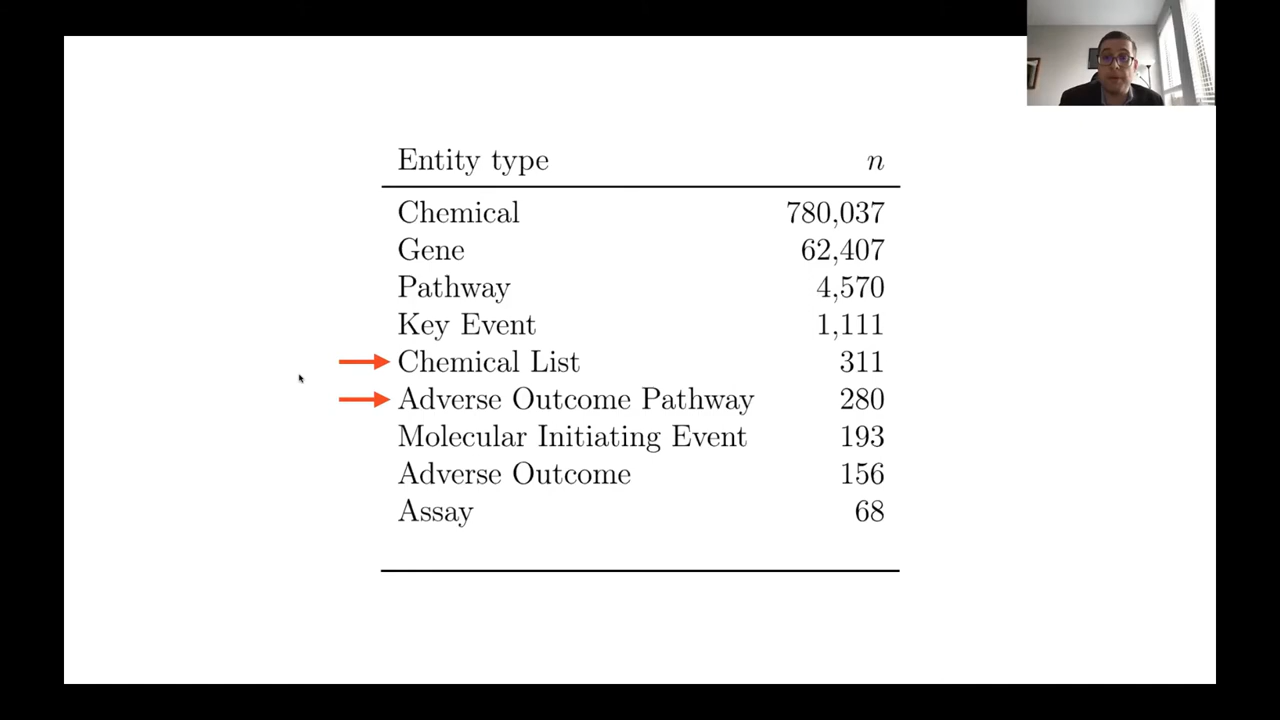 Entity type n
Chemical 780,037
Gene 62,407
Pathway 4,570
Key Event 1,111
Chemical List 311
Adverse Outcome Pathway 280
Molecular Initiating Event 193
Adverse Outcome 156
Assay 68